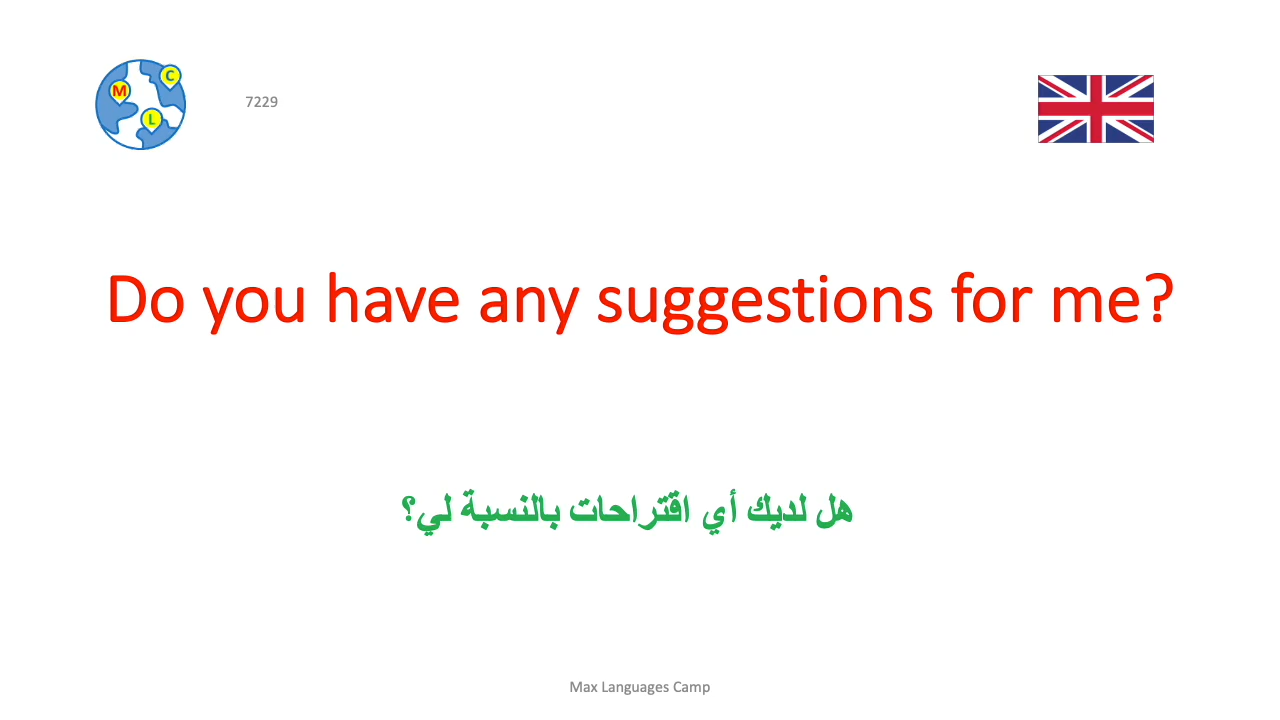 C
M
L
7229
Do you have any suggestions for me?
هل لديك أي اقتراحات بالنسبة لي؟
Max Languages Camp